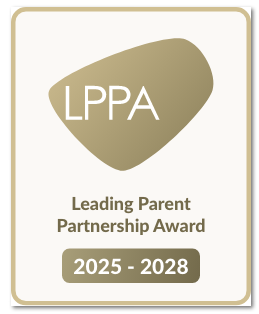 LPPA
Leading Parent
Partnership Award
2025 - 2028